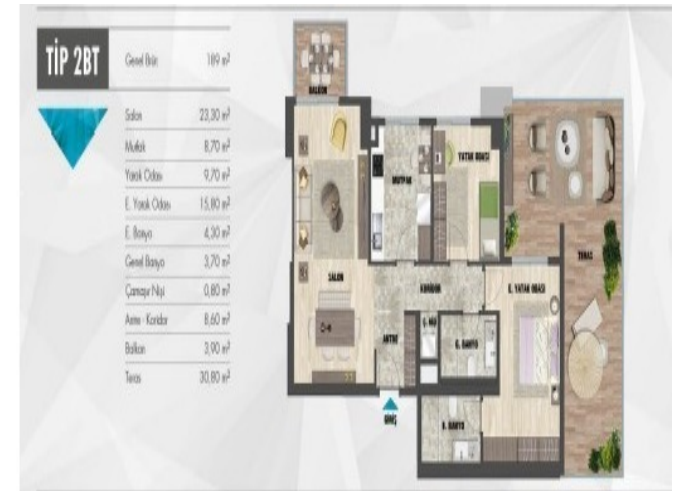 TİP 2BT
Genel Brüt 189 m²
Salon 23,30 m²
Mutfak 8,70 m²
Yatak Odası 9,70 m²
E. Yatak Odası 15,80 m²
E. Banyo 4,30 m²
Genel Banyo 3,70 m²
Çamaşır Nişi 0,80 m²
Antre - Koridor 8,60 m²
Balkon 3,90 m²
Teras 30,80 m²
BALKON
MUTFAK
YATAK ODASI
TERAS
SALON
KORİDOR
E. YATAK ODASI
ANTRE
Ç. NİŞ
G. BANYO
E. BANYO
GİRİŞ